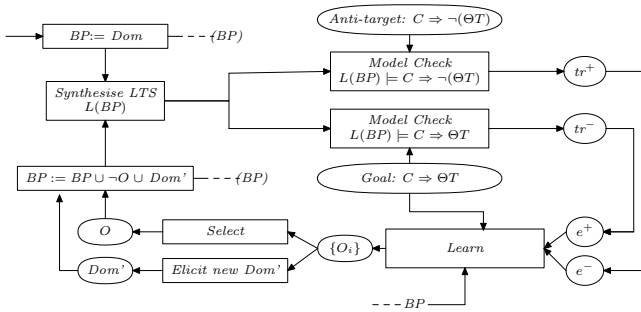 Anti-target: C ⇒ ¬(ΘT)
BP:= Dom
(BP)
Model Check
L(BP) ⊨ C ⇒ ¬(ΘT)
tr⁺
Synthesise LTS
L(BP)
Model Check
L(BP) ⊨ C ⇒ ΘT
tr⁻
BP := BP ∪ ¬O ∪ Dom'
(BP)
Goal: C ⇒ ΘT
O
Select
{Oᵢ}
Learn
e⁺
Dom'
Elicit new Dom'
e⁻
BP